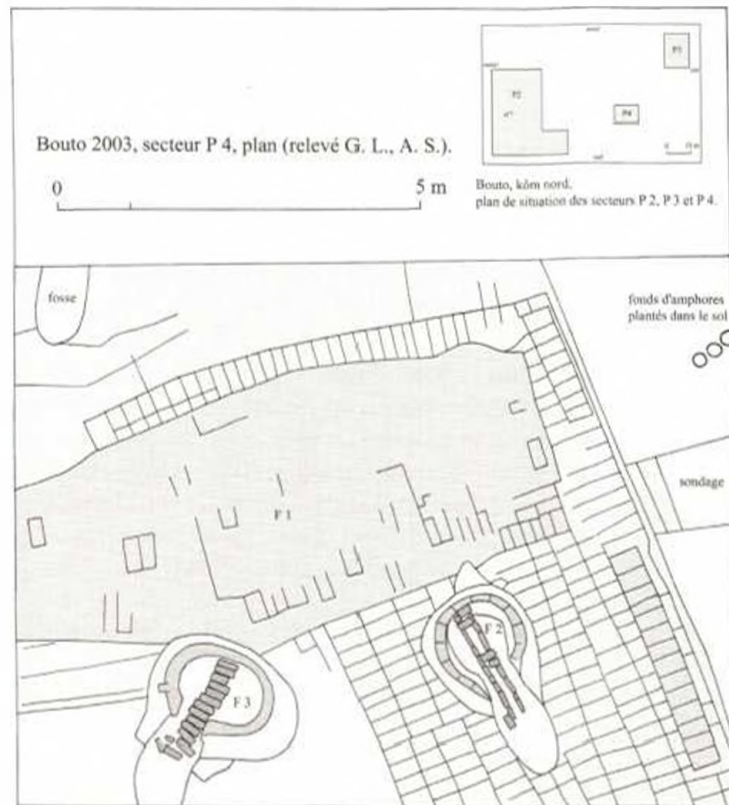 Bouto 2003, secteur P 4, plan (relevé G. L., A. S.).
0 5 m
P3
P2
P4
Bouto, kôm nord.
plan de situation des secteurs P 2, P 3 et P 4.
fosse
fonds d'amphores
plantés dans le sol
sondage
F 1
F 2
F 3